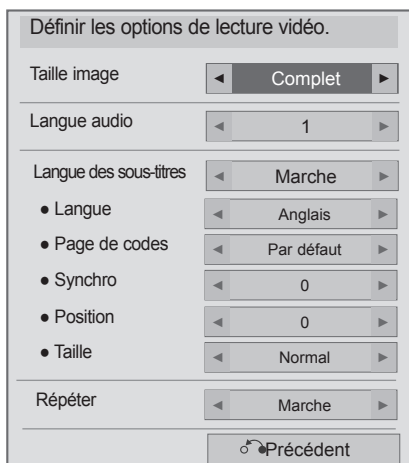 Définir les options de lecture vidéo.
Taille image ◄ Complet ►
Langue audio ◄ 1 ►
Langue des sous-titres ◄ Marche ►
● Langue ◄ Anglais ►
● Page de codes ◄ Par défaut ►
● Synchro ◄ 0 ►
● Position ◄ 0 ►
● Taille ◄ Normal ►
Répéter ◄ Marche ►
Précédent